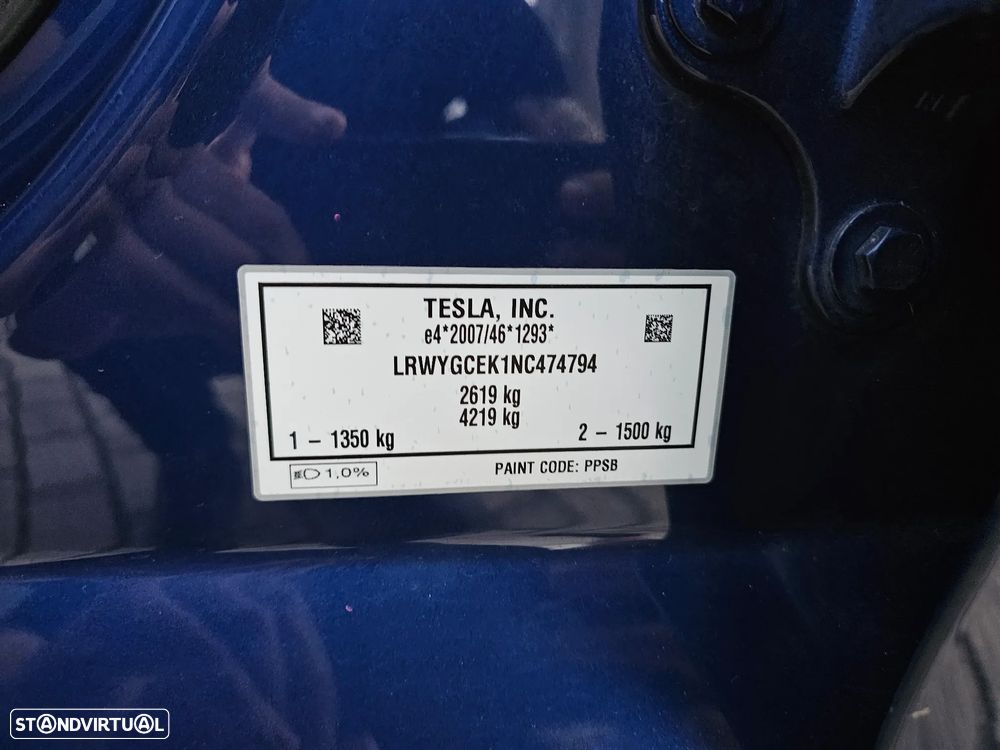 TESLA, INC.
e4*2007/46*1293*
LRWYGCEK1NC474794
2619 kg
4219 kg
1 – 1350 kg 2 – 1500 kg
1,0% PAINT CODE: PPSB
STANDVIRTUAL